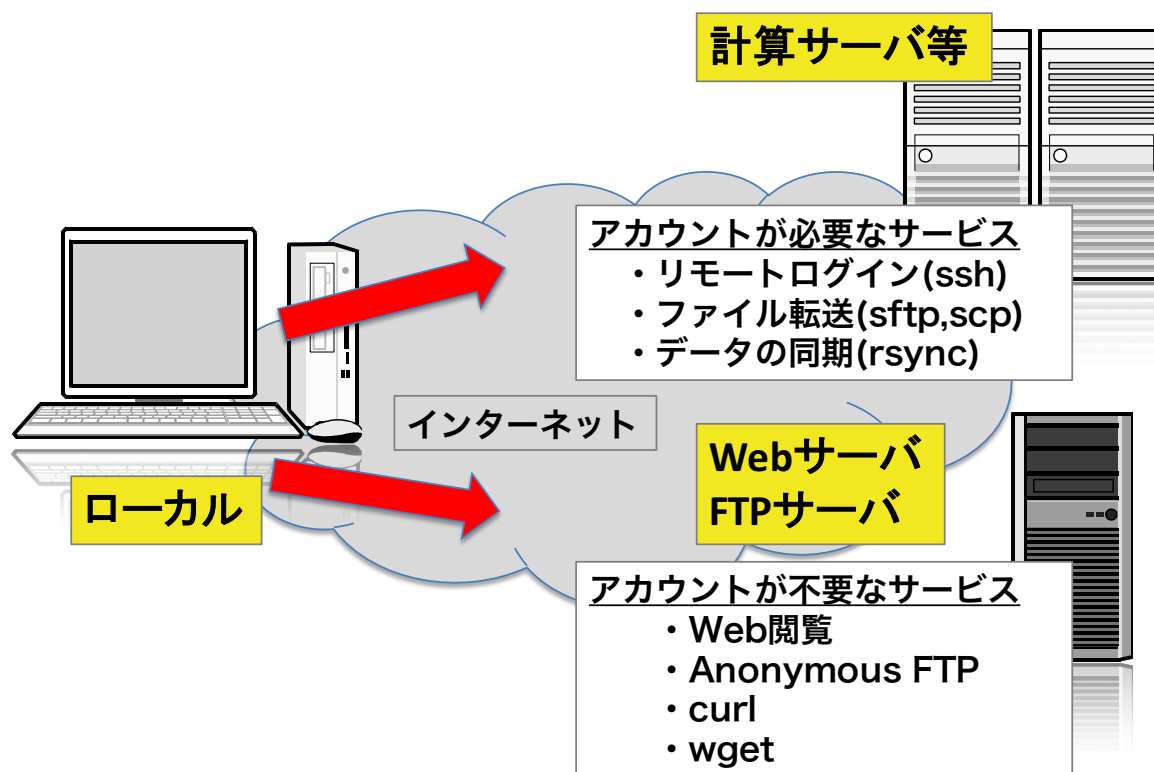 計算サーバ等
アカウントが必要なサービス
・リモートログイン(ssh)
・ファイル転送(sftp,scp)
・データの同期(rsync)
インターネット
ローカル
Webサーバ
FTPサーバ
アカウントが不要なサービス
・Web閲覧
・Anonymous FTP
・curl
・wget